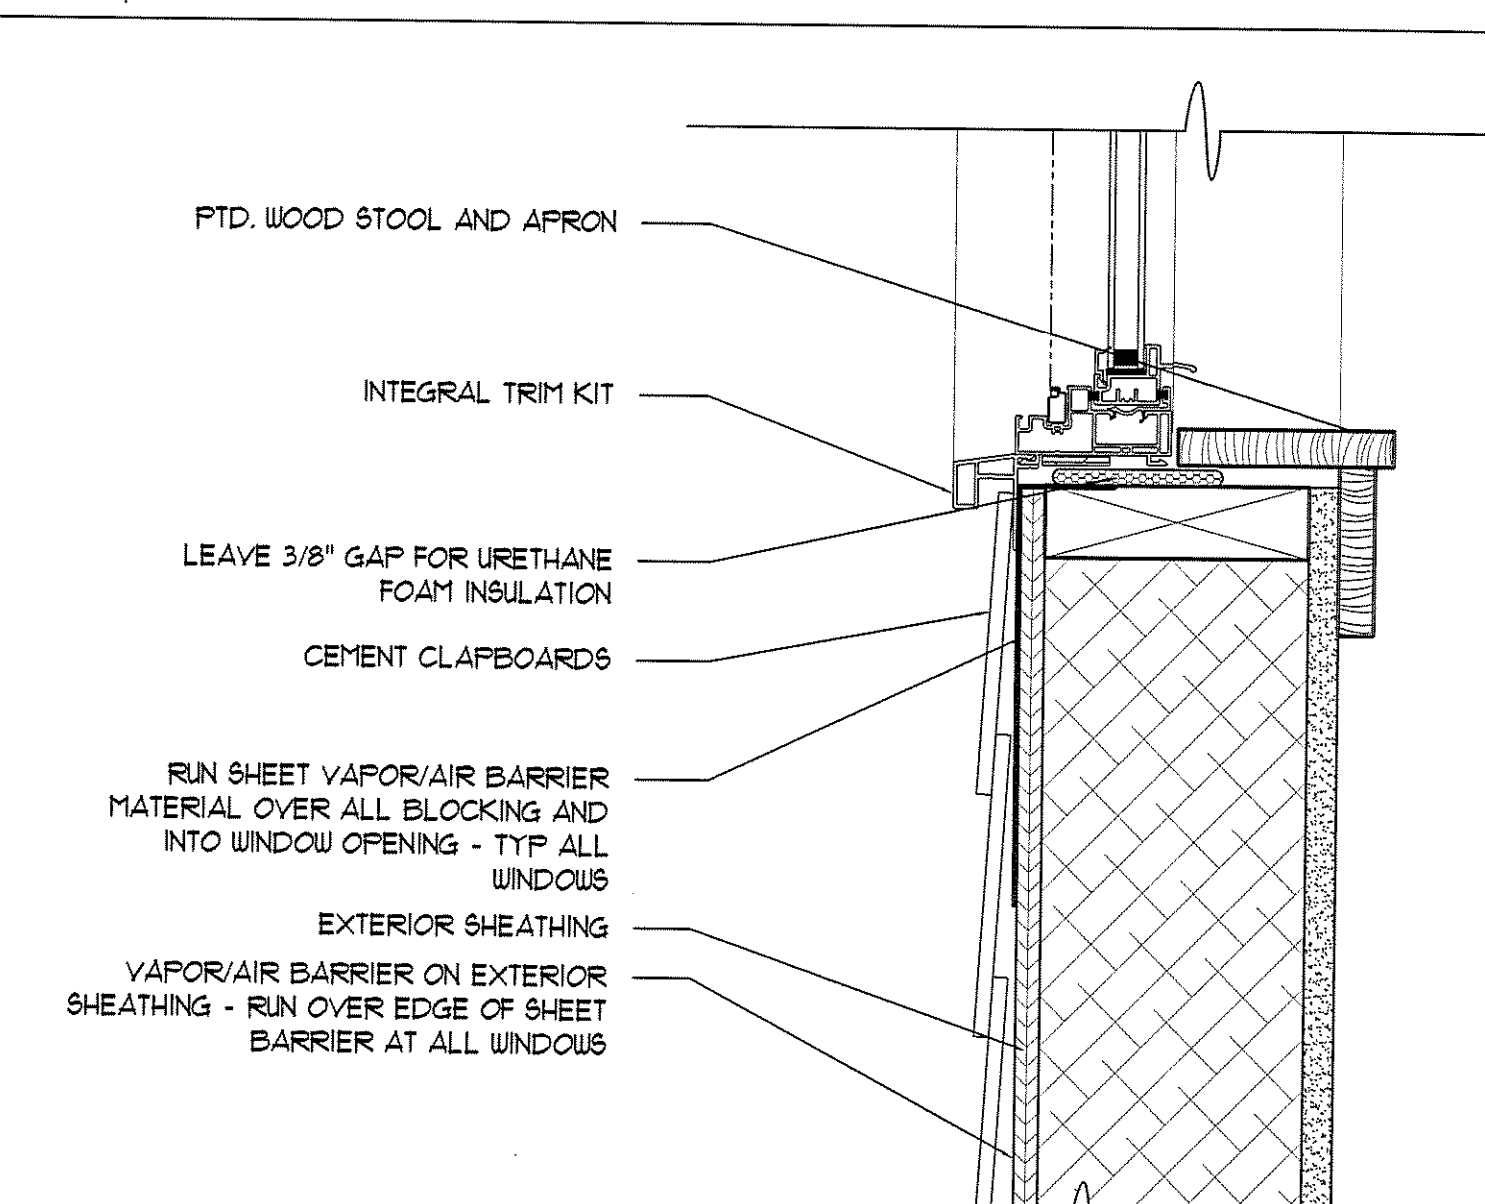 PTD. WOOD STOOL AND APRON
INTEGRAL TRIM KIT
LEAVE 3/8" GAP FOR URETHANE
FOAM INSULATION
CEMENT CLAPBOARDS
RUN SHEET VAPOR/AIR BARRIER
MATERIAL OVER ALL BLOCKING AND
INTO WINDOW OPENING - TYP ALL
WINDOWS
EXTERIOR SHEATHING
VAPOR/AIR BARRIER ON EXTERIOR
SHEATHING - RUN OVER EDGE OF SHEET
BARRIER AT ALL WINDOWS